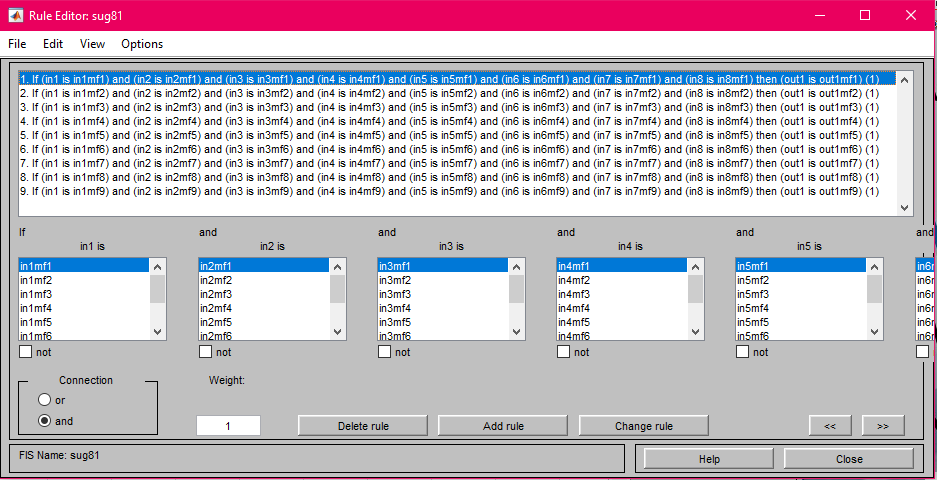 Rule Editor: sug81
File Edit View Options
1. If (in1 is in1mf1) and (in2 is in2mf1) and (in3 is in3mf1) and (in4 is in4mf1) and (in5 is in5mf1) and (in6 is in6mf1) and (in7 is in7mf1) and (in8 is in8mf1) then (out1 is out1mf1) (1)
2. If (in1 is in1mf2) and (in2 is in2mf2) and (in3 is in3mf2) and (in4 is in4mf2) and (in5 is in5mf2) and (in6 is in6mf2) and (in7 is in7mf2) and (in8 is in8mf2) then (out1 is out1mf2) (1)
3. If (in1 is in1mf3) and (in2 is in2mf3) and (in3 is in3mf3) and (in4 is in4mf3) and (in5 is in5mf3) and (in6 is in6mf3) and (in7 is in7mf3) and (in8 is in8mf3) then (out1 is out1mf3) (1)
4. If (in1 is in1mf4) and (in2 is in2mf4) and (in3 is in3mf4) and (in4 is in4mf4) and (in5 is in5mf4) and (in6 is in6mf4) and (in7 is in7mf4) and (in8 is in8mf4) then (out1 is out1mf4) (1)
5. If (in1 is in1mf5) and (in2 is in2mf5) and (in3 is in3mf5) and (in4 is in4mf5) and (in5 is in5mf5) and (in6 is in6mf5) and (in7 is in7mf5) and (in8 is in8mf5) then (out1 is out1mf5) (1)
6. If (in1 is in1mf6) and (in2 is in2mf6) and (in3 is in3mf6) and (in4 is in4mf6) and (in5 is in5mf6) and (in6 is in6mf6) and (in7 is in7mf6) and (in8 is in8mf6) then (out1 is out1mf6) (1)
7. If (in1 is in1mf7) and (in2 is in2mf7) and (in3 is in3mf7) and (in4 is in4mf7) and (in5 is in5mf7) and (in6 is in6mf7) and (in7 is in7mf7) and (in8 is in8mf7) then (out1 is out1mf7) (1)
8. If (in1 is in1mf8) and (in2 is in2mf8) and (in3 is in3mf8) and (in4 is in4mf8) and (in5 is in5mf8) and (in6 is in6mf8) and (in7 is in7mf8) and (in8 is in8mf8) then (out1 is out1mf8) (1)
9. If (in1 is in1mf9) and (in2 is in2mf9) and (in3 is in3mf9) and (in4 is in4mf9) and (in5 is in5mf9) and (in6 is in6mf9) and (in7 is in7mf9) and (in8 is in8mf9) then (out1 is out1mf9) (1)
If and and and and and
in1 is in2 is in3 is in4 is in5 is
in1mf1 in2mf1 in3mf1 in4mf1 in5mf1
in1mf2 in2mf2 in3mf2 in4mf2 in5mf2
in1mf3 in2mf3 in3mf3 in4mf3 in5mf3
in1mf4 in2mf4 in3mf4 in4mf4 in5mf4
in1mf5 in2mf5 in3mf5 in4mf5 in5mf5
in1mf6 in2mf6 in3mf6 in4mf6 in5mf6
not not not not not
Connection Weight:
or
and 1 Delete rule Add rule Change rule << >>
FIS Name: sug81 Help Close